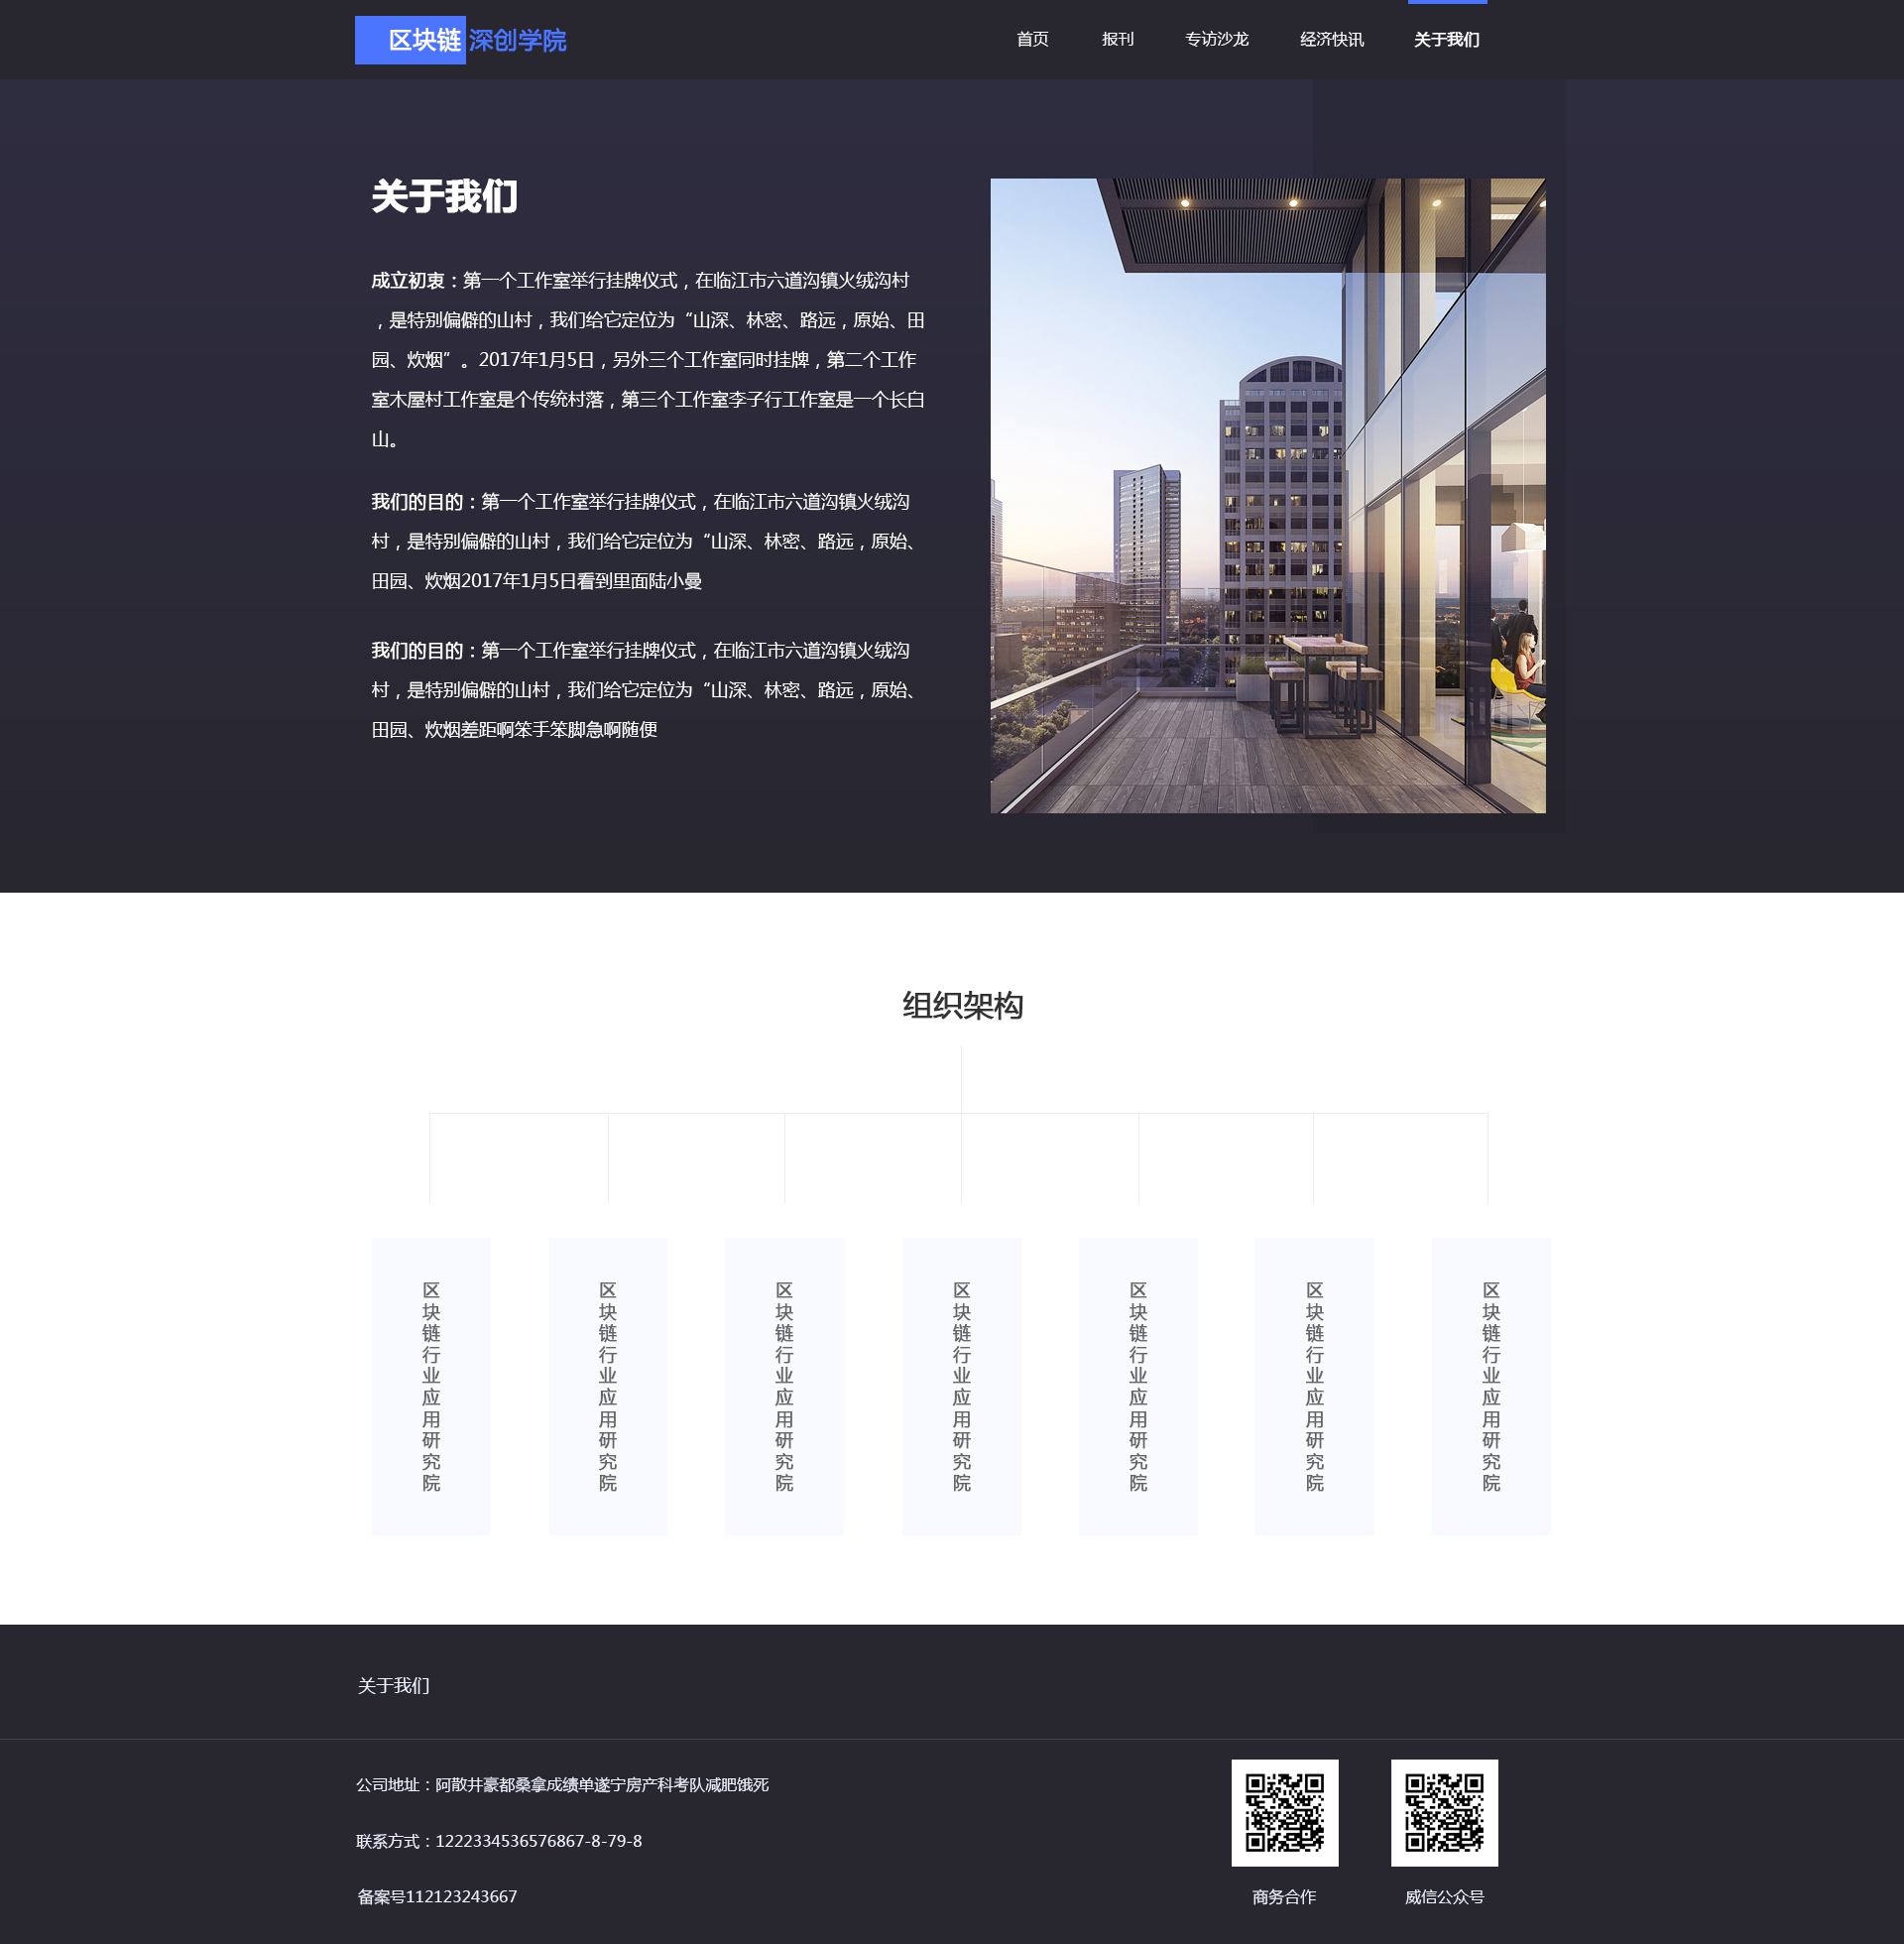 区块链 深创学院
首页 报刊 专访沙龙 经济快讯 关于我们
关于我们
成立初衷：第一个工作室举行挂牌仪式，在临江市六道沟镇火绒沟村
，是特别偏僻的山村，我们给它定位为“山深、林密、路远，原始、田
园、炊烟”。2017年1月5日，另外三个工作室同时挂牌，第二个工作
室木屋村工作室是个传统村落，第三个工作室李子行工作室是一个长白
山。
我们的目的：第一个工作室举行挂牌仪式，在临江市六道沟镇火绒沟
村，是特别偏僻的山村，我们给它定位为“山深、林密、路远，原始、
田园、炊烟2017年1月5日看到里面陆小曼
我们的目的：第一个工作室举行挂牌仪式，在临江市六道沟镇火绒沟
村，是特别偏僻的山村，我们给它定位为“山深、林密、路远，原始、
田园、炊烟差距啊笨手笨脚急啊随便
组织架构
区块链行业应用研究院
区块链行业应用研究院
区块链行业应用研究院
区块链行业应用研究院
区块链行业应用研究院
区块链行业应用研究院
区块链行业应用研究院
关于我们
公司地址：阿散井豪都桑拿成绩单遂宁房产科考队减肥饿死
联系方式：1222334536576867-8-79-8
备案号112123243667
商务合作
威信公众号